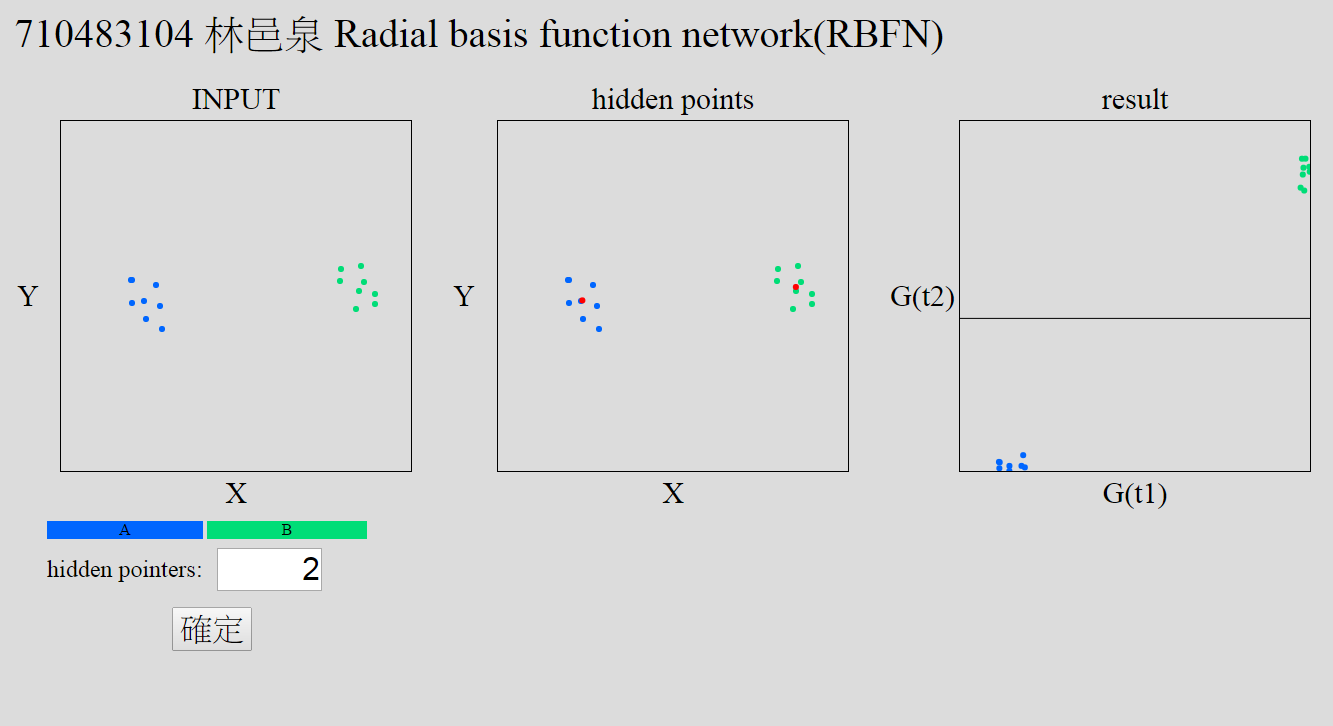 710483104 林邑泉 Radial basis function network(RBFN)
INPUT
hidden points
result
Y
Y
G(t2)
X
X
G(t1)
A
B
hidden pointers: 2
確定